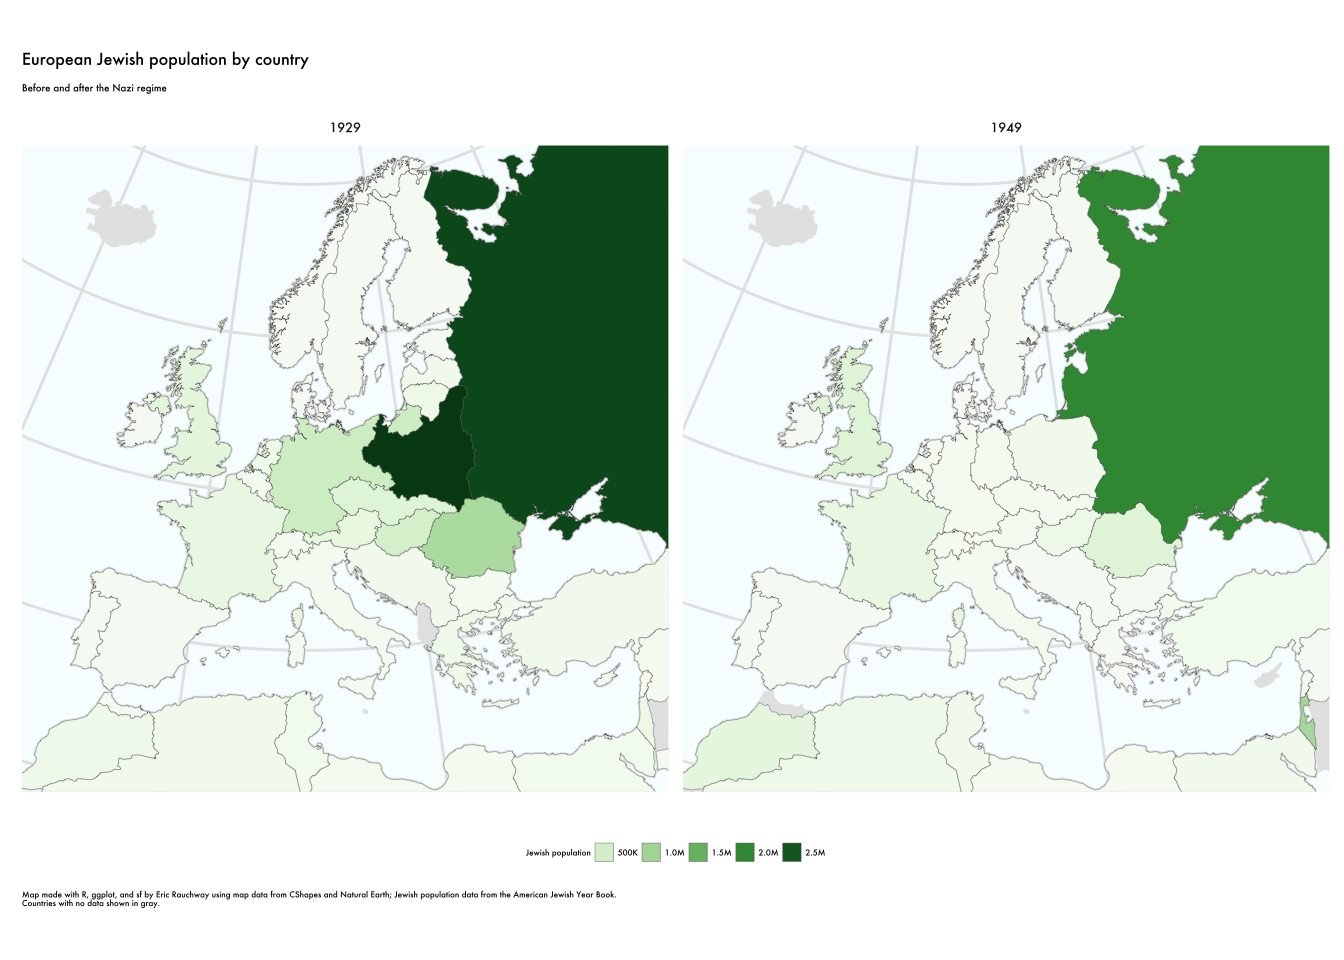 European Jewish population by country
Before and after the Nazi regime
1929
1949
Jewish population 500K 1.0M 1.5M 2.0M 2.5M
Map made with R, ggplot, and sf by Eric Rauchway using map data from CShapes and Natural Earth; Jewish population data from the American Jewish Year Book.
Countries with no data shown in gray.